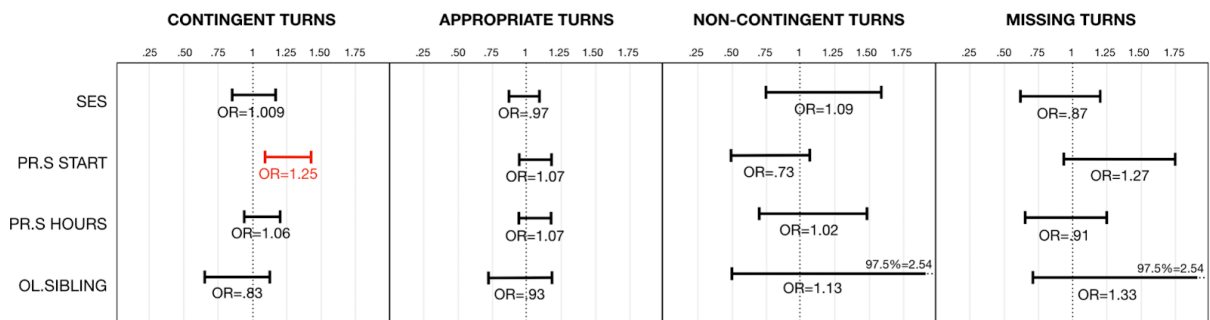 CONTINGENT TURNS APPROPRIATE TURNS NON-CONTINGENT TURNS MISSING TURNS
.25 .50 .75 1 1.25 1.50 1.75 .25 .50 .75 1 1.25 1.50 1.75 .25 .50 .75 1 1.25 1.50 1.75 .25 .50 .75 1 1.25 1.50 1.75
SES OR=1.009 OR=.97 OR=1.09 OR=.87
PR.S START OR=1.25 OR=1.07 OR=.73 OR=1.27
PR.S HOURS OR=1.06 OR=1.07 OR=1.02 OR=.91
97.5%=2.54 97.5%=2.54
OL.SIBLING OR=.83 OR=.93 OR=1.13 OR=1.33